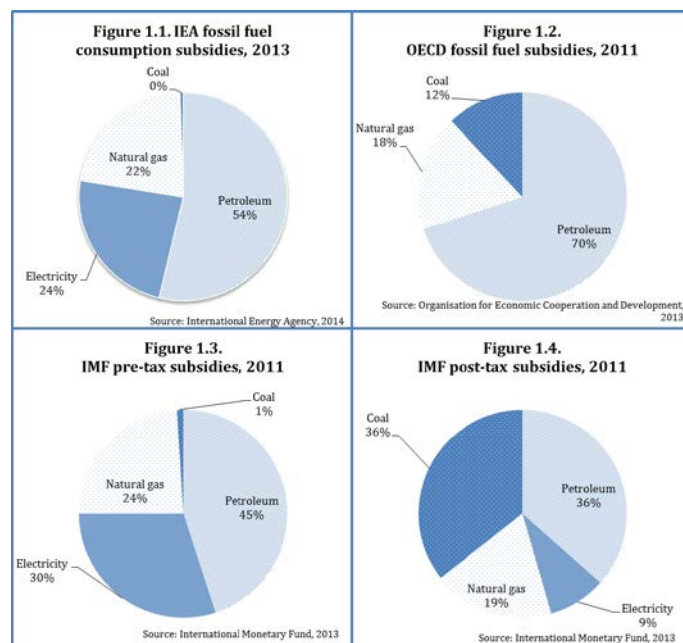 Figure 1.1. IEA fossil fuel
consumption subsidies, 2013
Coal
0%
Natural gas
22%
Petroleum
54%
Electricity
24%
Source: International Energy Agency, 2014
Figure 1.2.
OECD fossil fuel subsidies, 2011
Coal
12%
Natural gas
18%
Petroleum
70%
Source: Organisation for Economic Cooperation and Development,
2013
Figure 1.3.
IMF pre-tax subsidies, 2011
Coal
1%
Natural gas
24%
Petroleum
45%
Electricity
30%
Source: International Monetary Fund, 2013
Figure 1.4.
IMF post-tax subsidies, 2011
Coal
36%
Petroleum
36%
Natural gas
19%
Electricity
9%
Source: International Monetary Fund, 2013